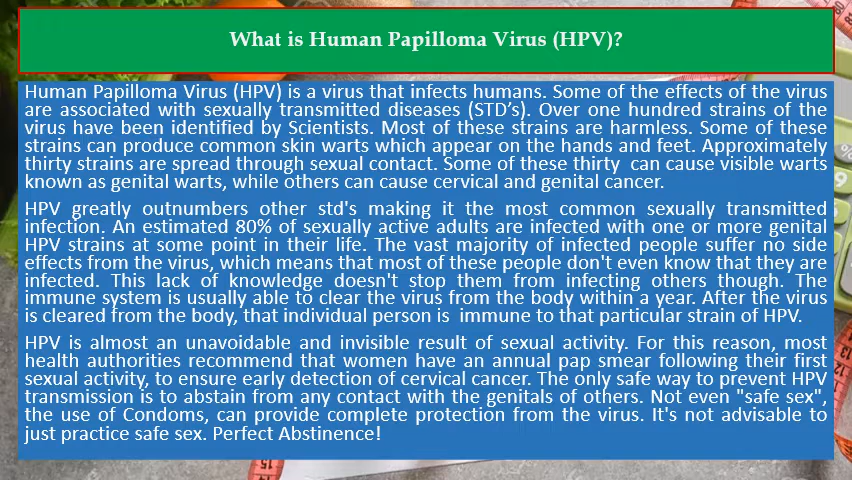 What is Human Papilloma Virus (HPV)?
Human Papilloma Virus (HPV) is a virus that infects humans. Some of the effects of the virus
are associated with sexually transmitted diseases (STD’s). Over one hundred strains of the
virus have been identified by Scientists. Most of these strains are harmless. Some of these
strains can produce common skin warts which appear on the hands and feet. Approximately
thirty strains are spread through sexual contact. Some of these thirty can cause visible warts
known as genital warts, while others can cause cervical and genital cancer.
HPV greatly outnumbers other std's making it the most common sexually transmitted
infection. An estimated 80% of sexually active adults are infected with one or more genital
HPV strains at some point in their life. The vast majority of infected people suffer no side
effects from the virus, which means that most of these people don't even know that they are
infected. This lack of knowledge doesn't stop them from infecting others though. The
immune system is usually able to clear the virus from the body within a year. After the virus
is cleared from the body, that individual person is immune to that particular strain of HPV.
HPV is almost an unavoidable and invisible result of sexual activity. For this reason, most
health authorities recommend that women have an annual pap smear following their first
sexual activity, to ensure early detection of cervical cancer. The only safe way to prevent HPV
transmission is to abstain from any contact with the genitals of others. Not even "safe sex",
the use of Condoms, can provide complete protection from the virus. It's not advisable to
just practice safe sex. Perfect Abstinence!
15